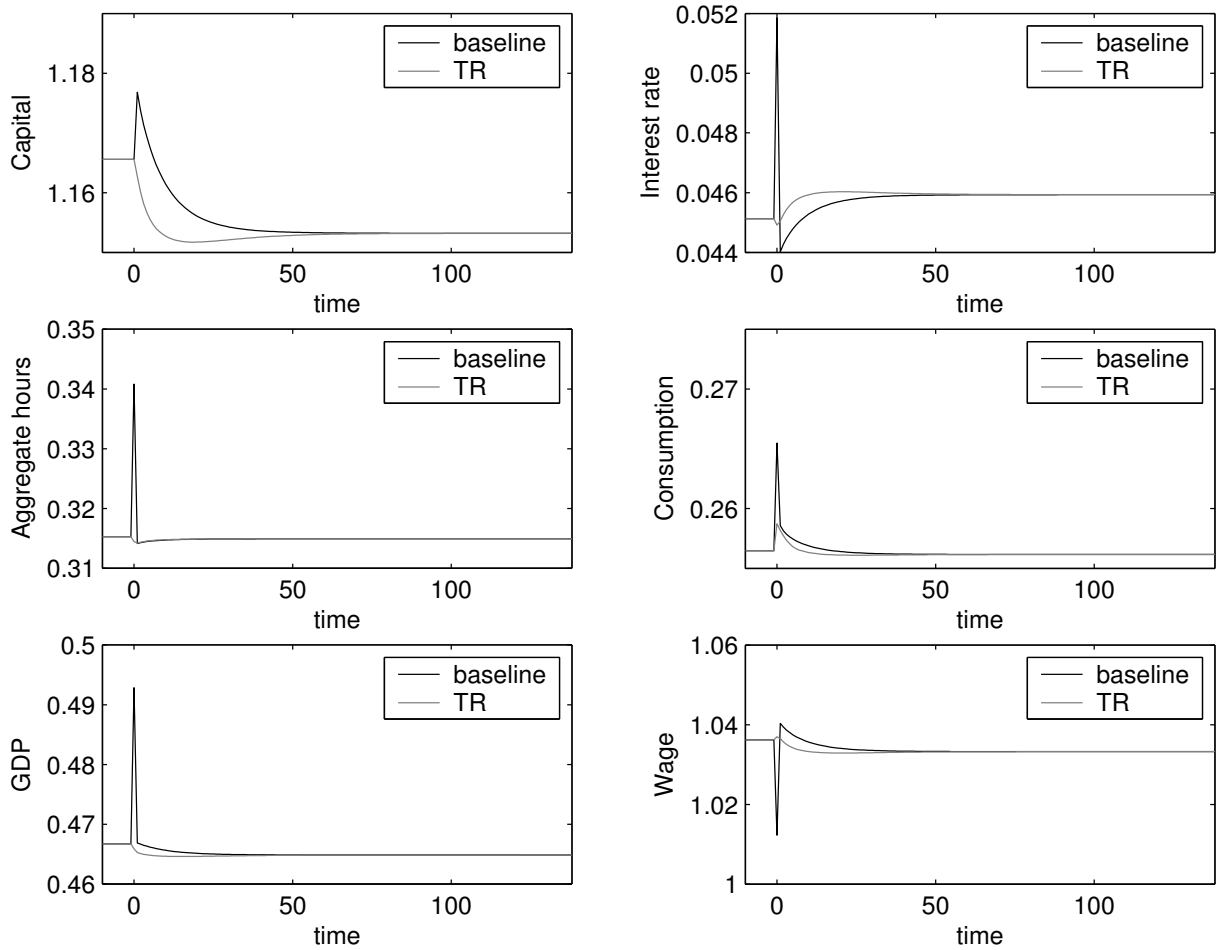 1.18
1.16
Capital
baseline
TR
0 50 100
time
0.052
0.05
0.048
0.046
0.044
Interest rate
baseline
TR
0 50 100
time
0.35
0.34
0.33
0.32
0.31
Aggregate hours
baseline
TR
0 50 100
time
0.27
0.26
Consumption
baseline
TR
0 50 100
time
0.5
0.49
0.48
0.47
0.46
GDP
baseline
TR
0 50 100
time
1.06
1.04
1.02
1
Wage
baseline
TR
0 50 100
time